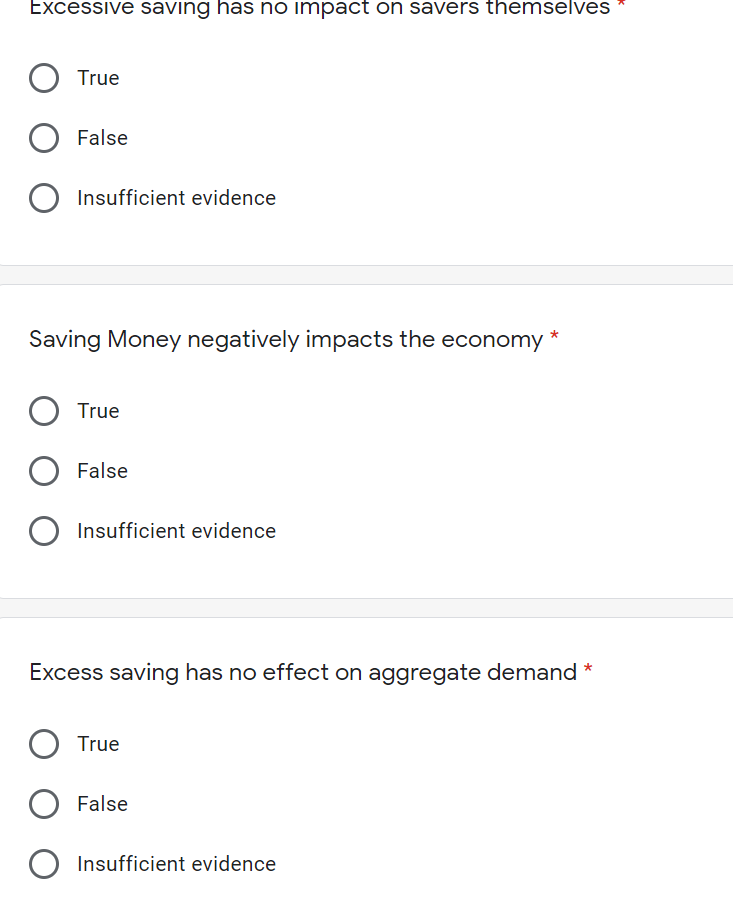 Excessive saving has no impact on savers themselves *
True
False
Insufficient evidence
Saving Money negatively impacts the economy *
True
False
Insufficient evidence
Excess saving has no effect on aggregate demand *
True
False
Insufficient evidence